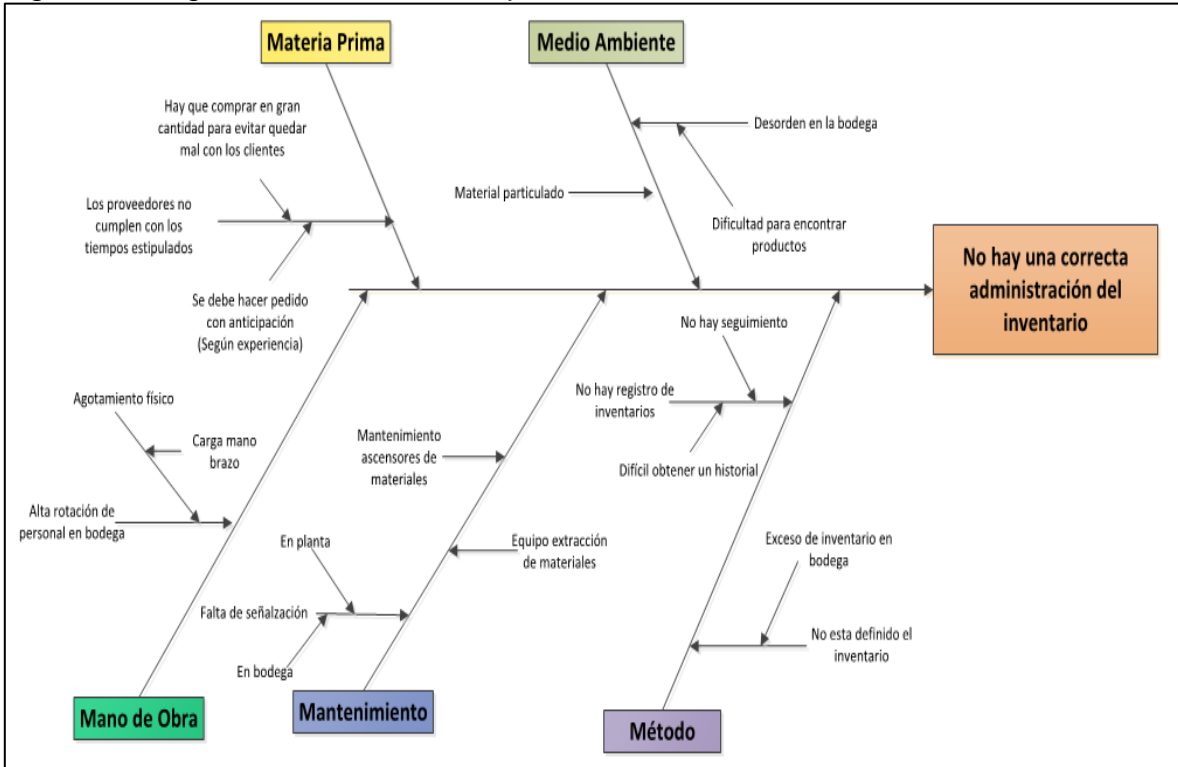 Materia Prima
Medio Ambiente
Hay que comprar en gran
cantidad para evitar quedar
mal con los clientes
Desorden en la bodega
Material particulado
Los proveedores no
cumplen con los
tiempos estipulados
Dificultad para encontrar
productos
No hay una correcta
administración del
inventario
Se debe hacer pedido
con anticipación
(Según experiencia)
No hay seguimiento
No hay registro de
inventarios
Agotamiento físico
Carga mano
brazo
Mantenimiento
ascensores de
materiales
Difícil obtener un historial
Alta rotación de
personal en bodega
En planta
Equipo extracción
de materiales
Exceso de inventario en
bodega
Falta de señalzación
No esta definido el
inventario
En bodega
Mano de Obra
Mantenimiento
Método